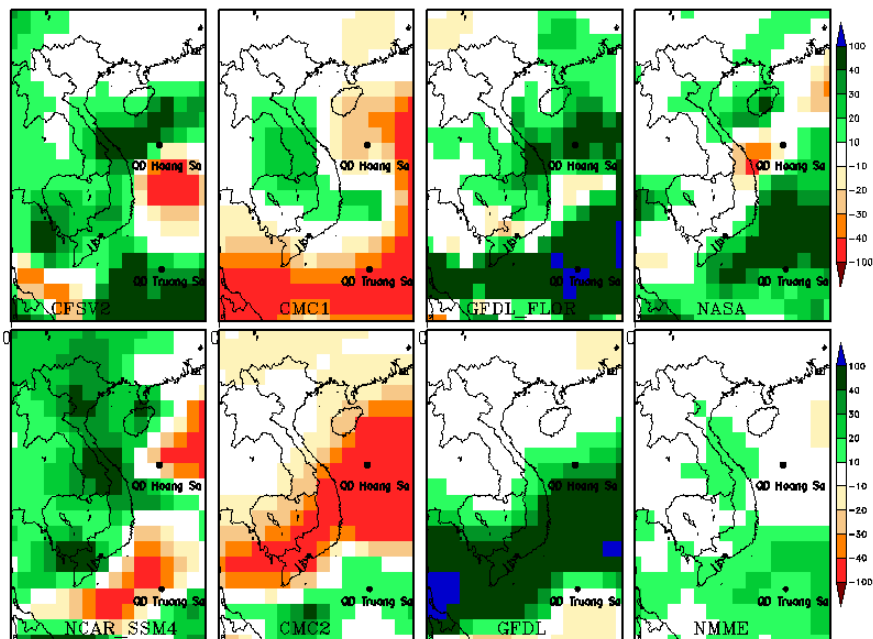 QD Hoang Sa
QD Truong Sa
CFSV2
QD Hoang Sa
QD Truong Sa
CMC1
QD Hoang Sa
QD Truong Sa
GFDL_FLOR
QD Hoang Sa
QD Truong Sa
NASA
100
40
30
20
10
-10
-20
-30
-40
-100
0
QD Hoang Sa
QD Truong Sa
NCAR_SSM4
0
QD Hoang Sa
QD Truong Sa
CMC2
0
QD Hoang Sa
QD Truong Sa
GFDL
0
QD Hoang Sa
QD Truong Sa
NMME
100
40
30
20
10
-10
-20
-30
-40
-100